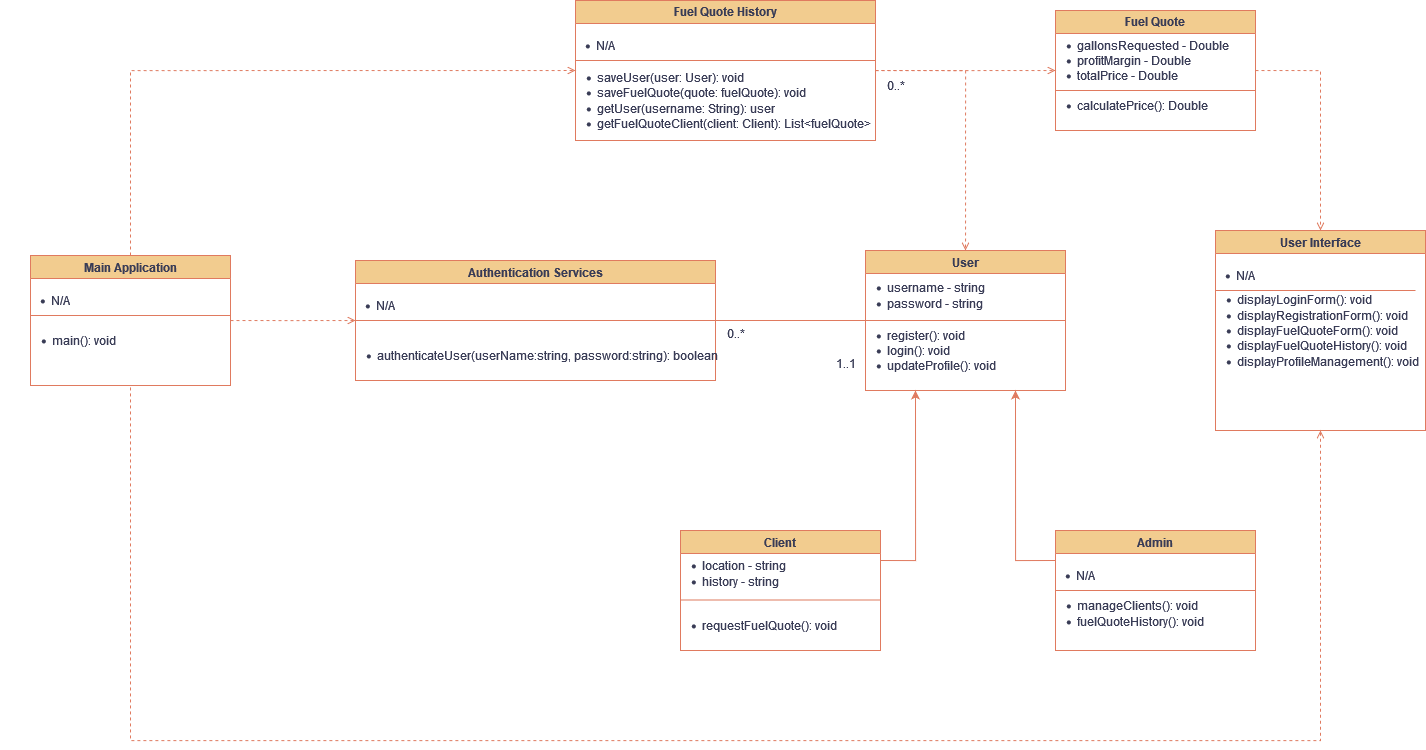 Fuel Quote History
N/A
saveUser(user: User): void
saveFuelQuote(quote: fuelQuote): void
getUser(username: String): user
getFuelQuoteClient(client: Client): List<fuelQuote>
0..*
Fuel Quote
gallonsRequested - Double
profitMargin - Double
totalPrice - Double
calculatePrice(): Double
Main Application
N/A
main(): void
Authentication Services
N/A
authenticateUser(userName:string, password:string): boolean
0..*
1..1
User
username - string
password - string
register(): void
login(): void
updateProfile(): void
User Interface
N/A
displayLoginForm(): void
displayRegistrationForm(): void
displayFuelQuoteForm(): void
displayFuelQuoteHistory(): void
displayProfileManagement(): void
Client
location - string
history - string
requestFuelQuote(): void
Admin
N/A
manageClients(): void
fuelQuoteHistory(): void